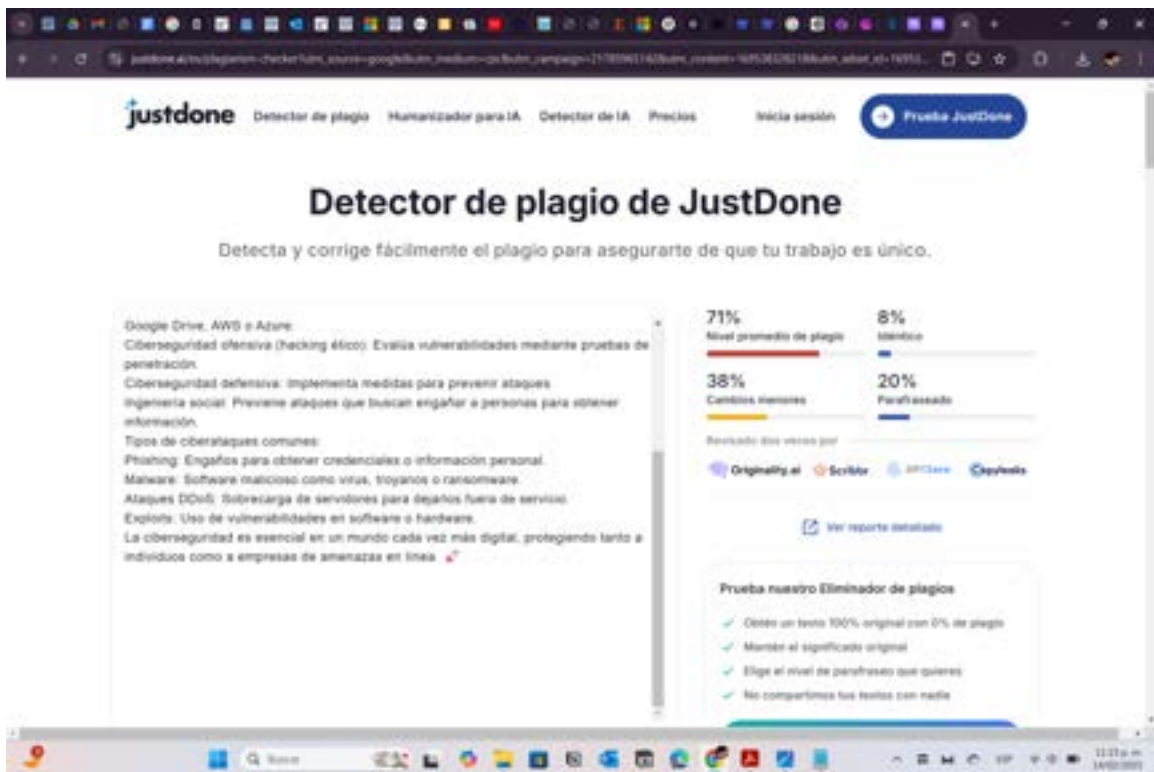 justdone
Detector de plagio Humanizador para IA Detector de IA Precios Inicia sesión Prueba JustDone
Detector de plagio de JustDone
Detecta y corrige fácilmente el plagio para asegurarte de que tu trabajo es único.
Google Drive, AWS o Azure.
Ciberseguridad ofensiva (hacking ético): Evalúa vulnerabilidades mediante pruebas de
penetración.
Ciberseguridad defensiva: Implementa medidas para prevenir ataques.
Ingeniería social: Previene ataques que buscan engañar a personas para obtener
información.
Tipos de ciberataques comunes:
Phishing: Engaños para obtener credenciales o información personal.
Malware: Software malicioso como virus, troyanos o ransomware.
Ataques DDoS: Sobrecarga de servidores para dejarlos fuera de servicio.
Exploits: Uso de vulnerabilidades en software o hardware.
La ciberseguridad es esencial en un mundo cada vez más digital, protegiendo tanto a
individuos como a empresas de amenazas en línea.
71% 8%
Nivel promedio de plagio Idéntico
38% 20%
Cambios menores Parafraseado
Revisado dos veces por
Originality.ai Scribbr GPTZero Copyleaks
Ver reporte detallado
Prueba nuestro Eliminador de plagios
Obtén un texto 100% original con 0% de plagio
Mantén el significado original
Elige el nivel de parafraseo que quieres
No compartimos tus textos con nadie
Buscar
ESP